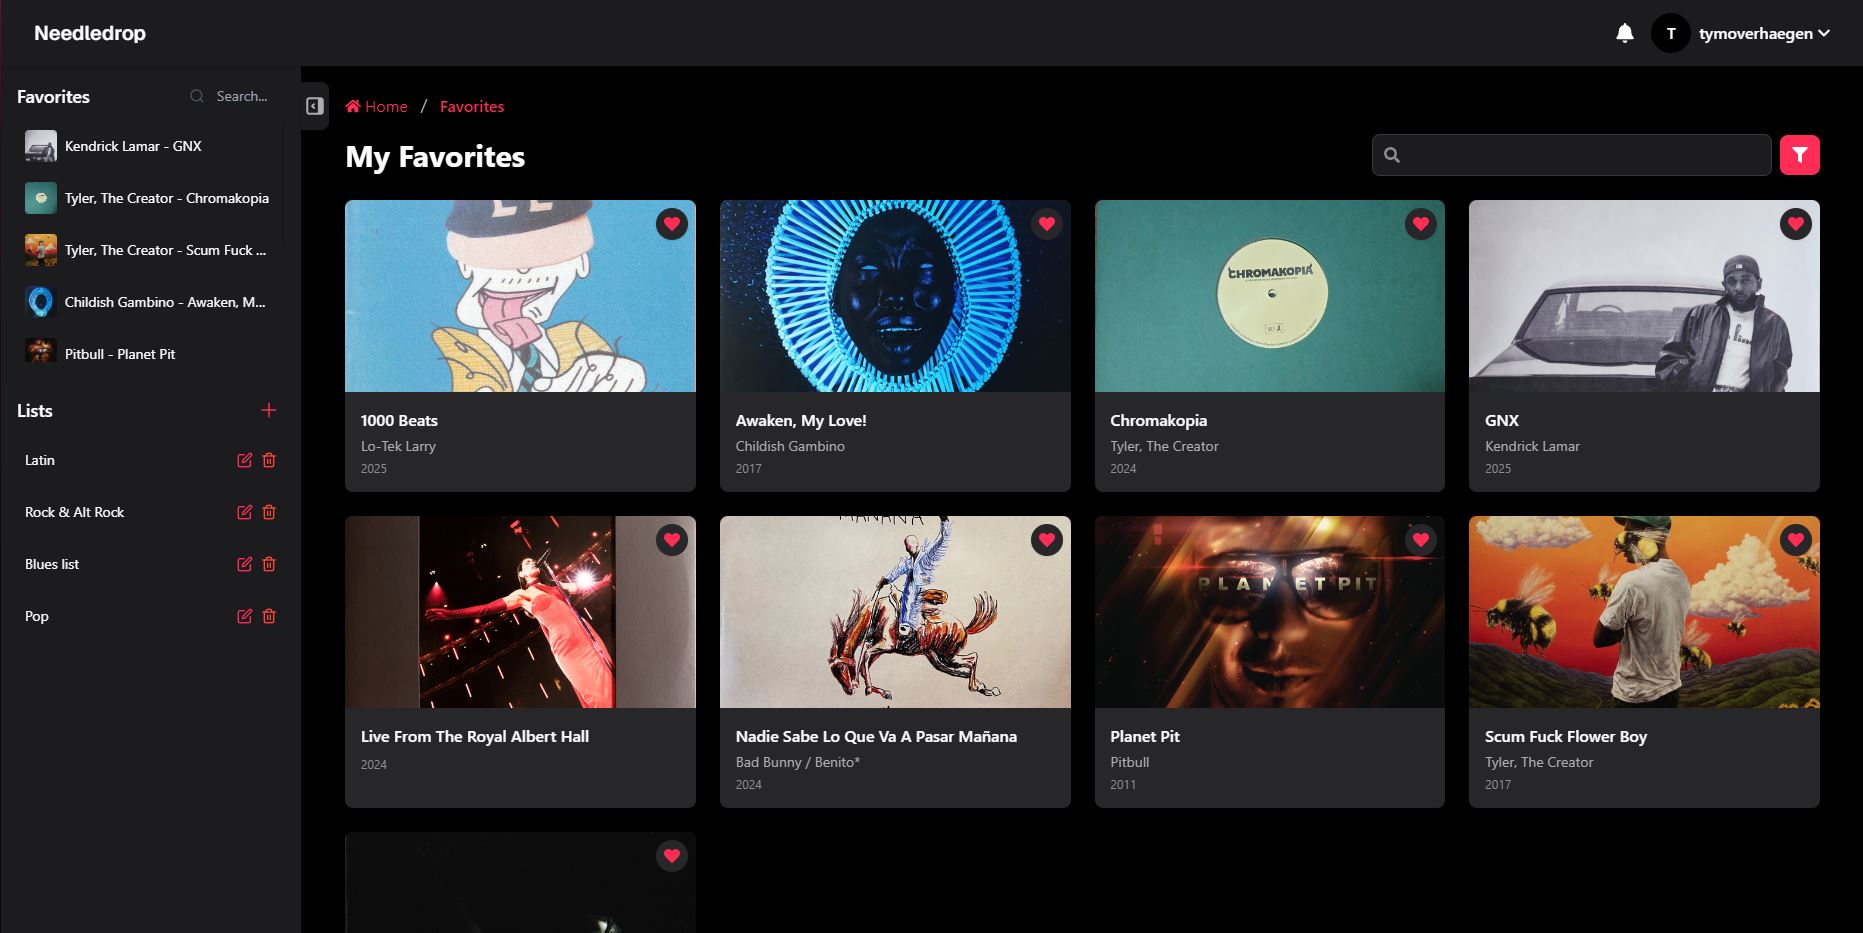 Needledrop
T
tymoverhaegen
Favorites
Search...
Kendrick Lamar - GNX
Tyler, The Creator - Chromakopia
Tyler, The Creator - Scum Fuck ...
Childish Gambino - Awaken, M...
Pitbull - Planet Pit
Lists
Latin
Rock & Alt Rock
Blues list
Pop
Home / Favorites
My Favorites
1000 Beats
Lo-Tek Larry
2025
Awaken, My Love!
Childish Gambino
2017
CHROMAKOPIA
Chromakopia
Tyler, The Creator
2024
GNX
Kendrick Lamar
2025
Live From The Royal Albert Hall
2024
MAÑANA
Nadie Sabe Lo Que Va A Pasar Mañana
Bad Bunny / Benito*
2024
PLANET PIT
Planet Pit
Pitbull
2011
Scum Fuck Flower Boy
Tyler, The Creator
2017